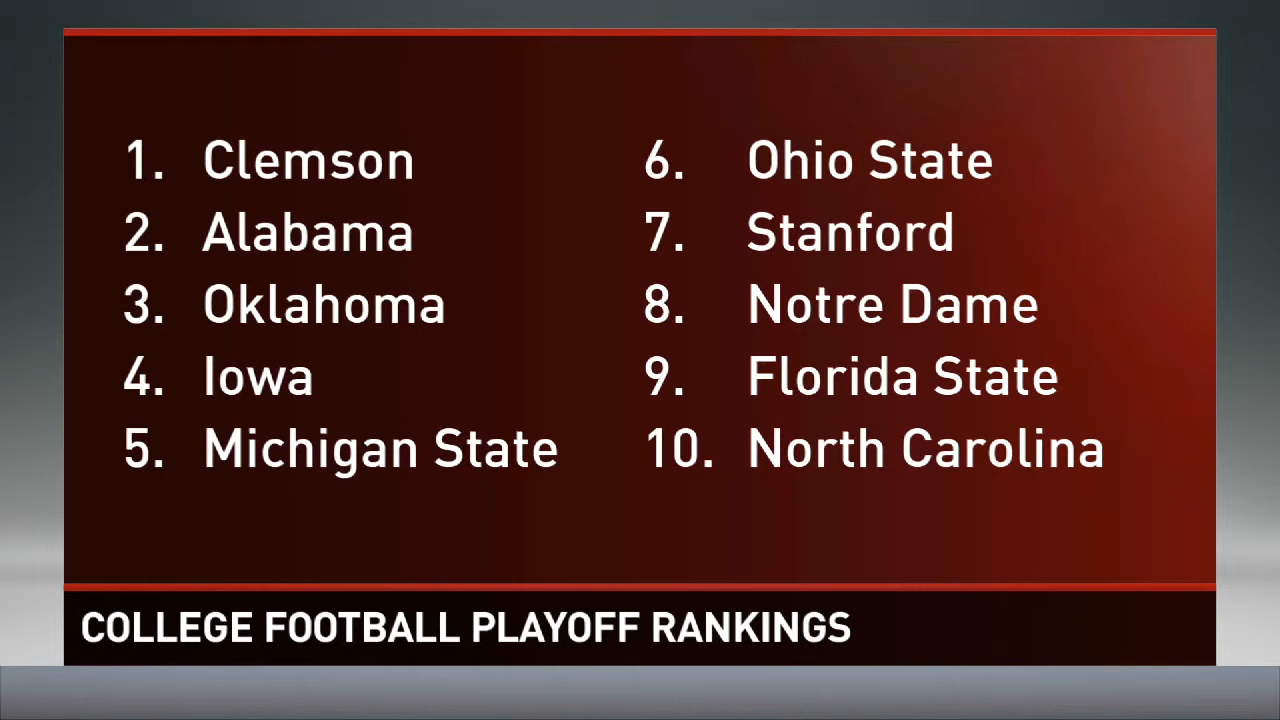 1. Clemson
2. Alabama
3. Oklahoma
4. Iowa
5. Michigan State
6. Ohio State
7. Stanford
8. Notre Dame
9. Florida State
10. North Carolina
COLLEGE FOOTBALL PLAYOFF RANKINGS